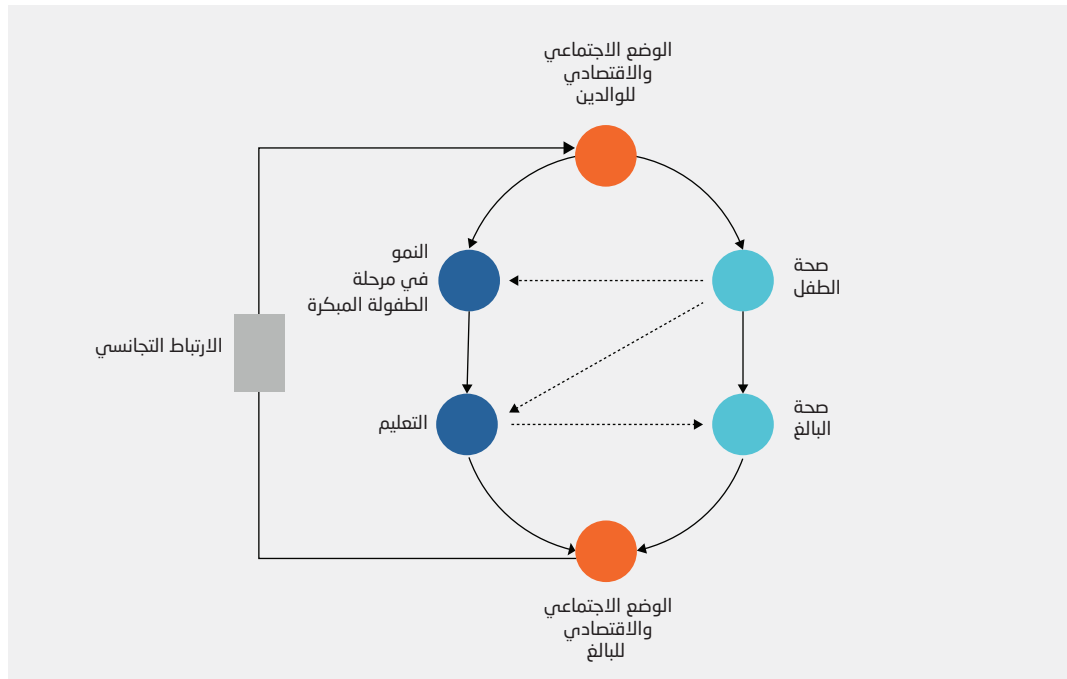 الوضع الاجتماعي
والاقتصادي
للوالدين
صحة
الطفل
النمو
في مرحلة
الطفولة المبكرة
الارتباط التجانسي
صحة
البالغ
التعليم
الوضع الاجتماعي
والاقتصادي
للبالغ